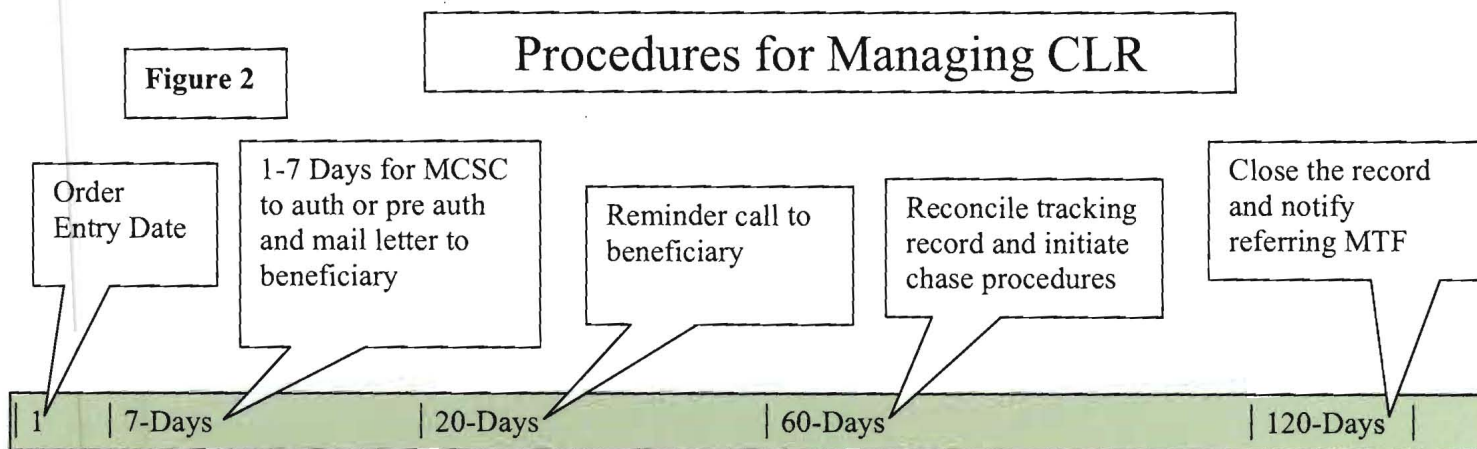 Figure 2
Procedures for Managing CLR
Order
Entry Date
1-7 Days for MCSC
to auth or pre auth
and mail letter to
beneficiary
Reminder call to
beneficiary
Reconcile tracking
record and initiate
chase procedures
Close the record
and notify
referring MTF
| 1 | 7-Days | 20-Days | 60-Days | 120-Days |